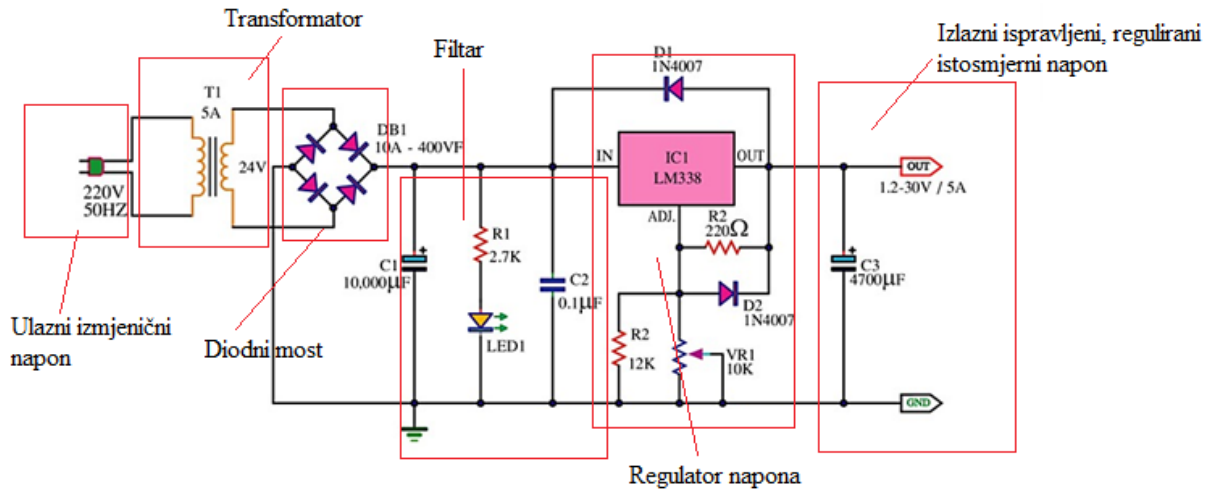 Transformator
Filtar
Izlazni ispravljeni, regulirani
istosmjerni napon
D1
1N4007
T1
5A
DB1
10A - 400VF
24V
220V
50HZ
IN
IC1
LM338
OUT
ADJ.
OUT
1.2-30V / 5A
R2
220Ω
R1
2.7K
+
C1
10,000µF
C2
0.1µF
D2
1N4007
+
C3
4700µF
LED1
R2
12K
VR1
10K
GND
Ulazni izmjenični
napon
Diodni most
Regulator napona